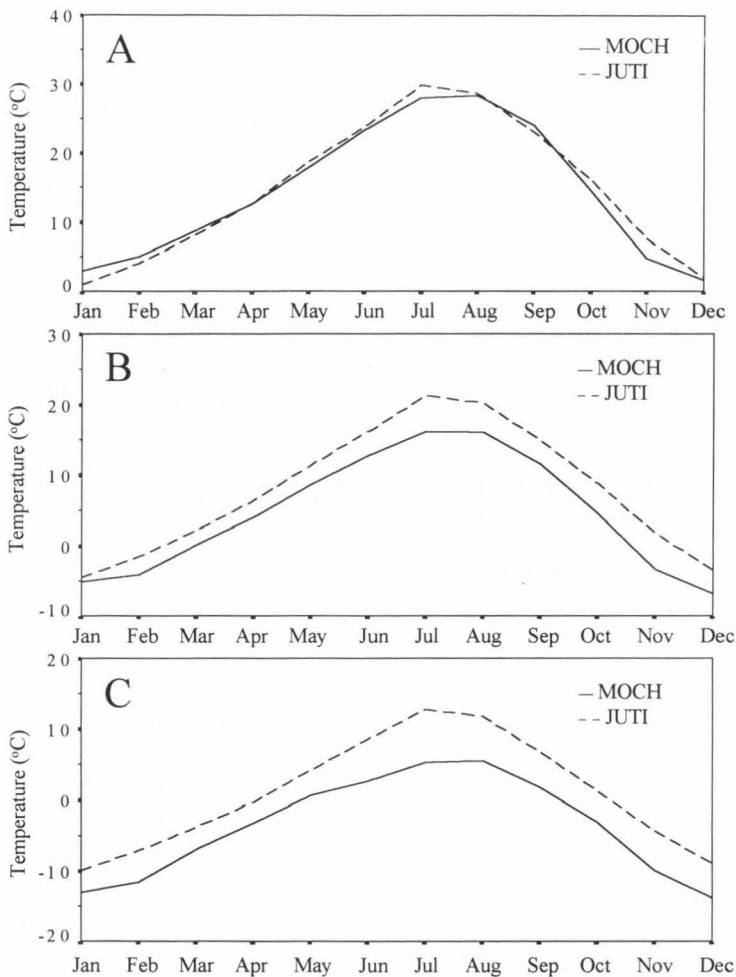 40
A
— MOCH
-- JUTI
30
Temperature (°C)
20
10
0
Jan Feb Mar Apr May Jun Jul Aug Sep Oct Nov Dec
30
B
— MOCH
-- JUTI
20
Temperature (°C)
10
0
-10
Jan Feb Mar Apr May Jun Jul Aug Sep Oct Nov Dec
20
C
— MOCH
-- JUTI
10
Temperature (°C)
0
-10
-20
Jan Feb Mar Apr May Jun Jul Aug Sep Oct Nov Dec